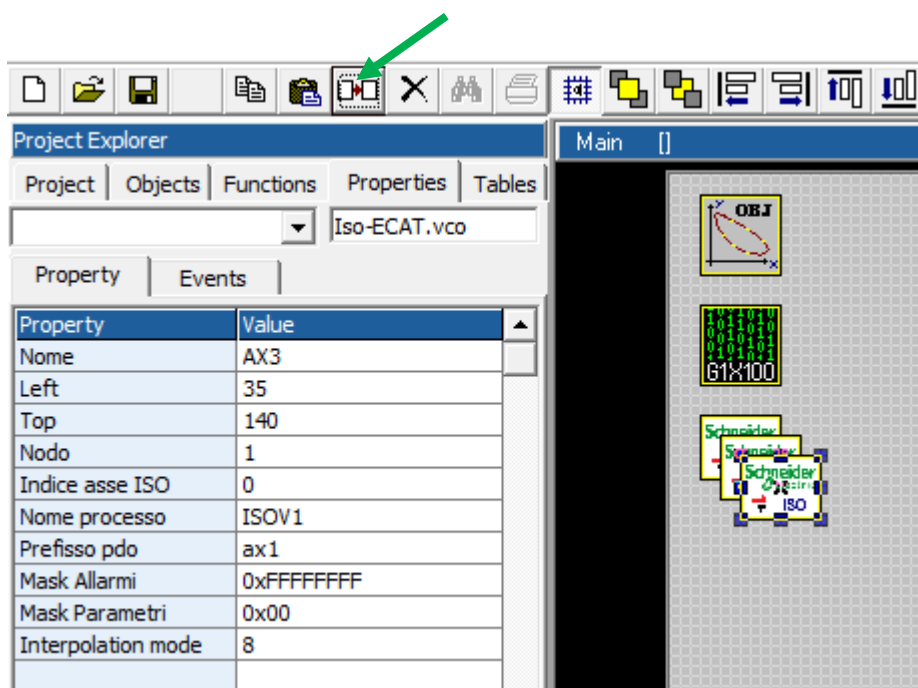 Project Explorer
Project Objects Functions Properties Tables
Iso-ECAT.vco
Property Events
Property Value
Nome AX3
Left 35
Top 140
Nodo 1
Indice asse ISO 0
Nome processo ISOV1
Prefisso pdo ax1
Mask Allarmi 0xFFFFFFFF
Mask Parametri 0x00
Interpolation mode 8
Main []
Y OBJ
X
G1X100
Schneider
Schneider
Schneider
ISO